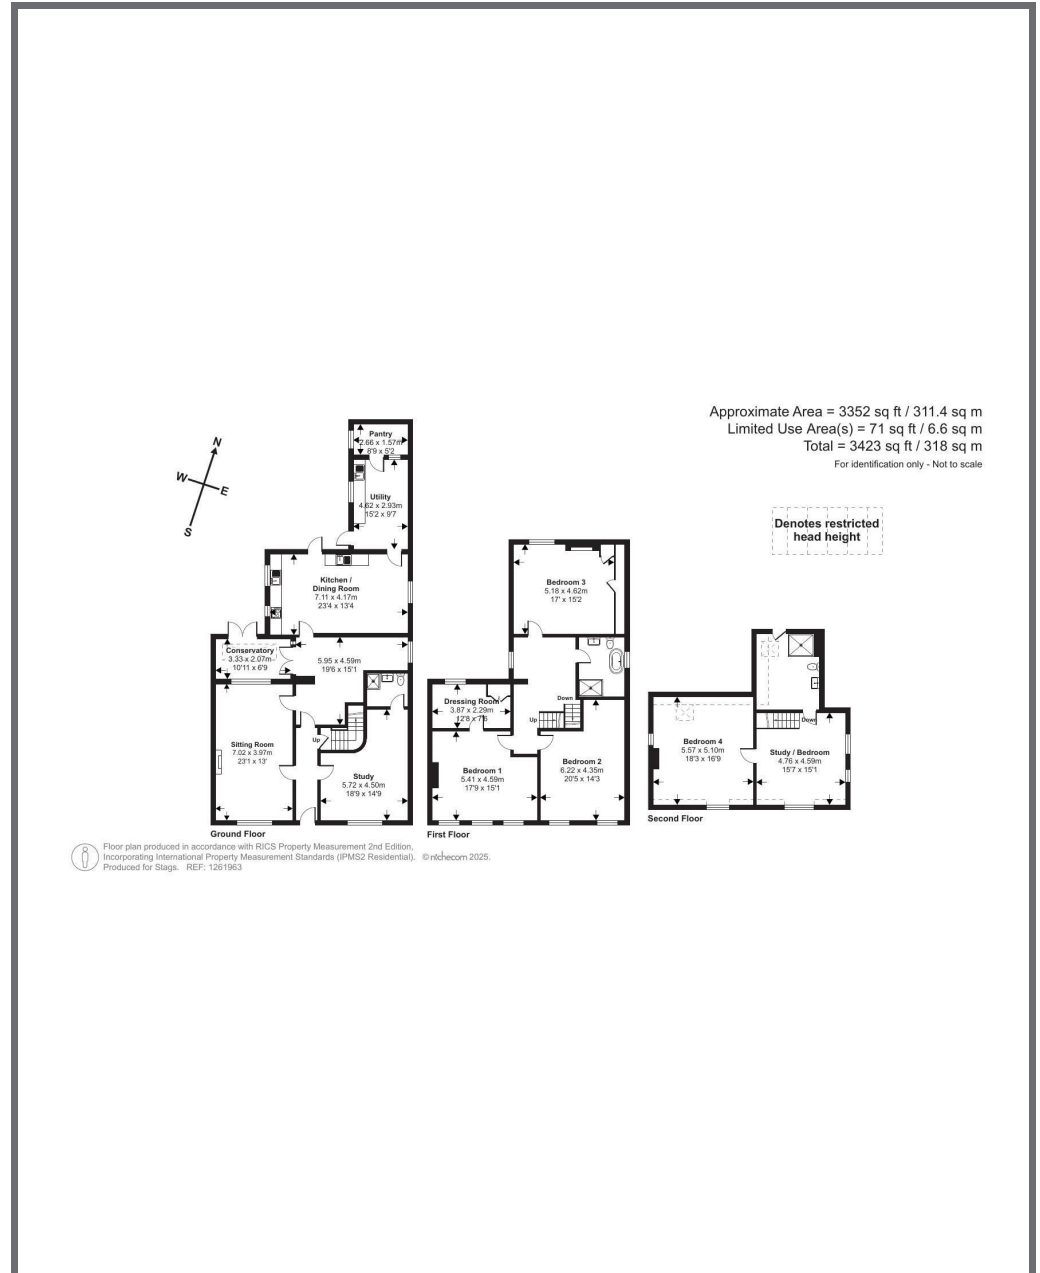 Approximate Area = 3352 sq ft / 311.4 sq m
Limited Use Area(s) = 71 sq ft / 6.6 sq m
Total = 3423 sq ft / 318 sq m
For identification only - Not to scale
N
W
E
S
Denotes restricted
head height
Pantry
2.66 x 1.57m
8'9 x 5'2
Utility
4.62 x 2.93m
15'2 x 9'7
Kitchen /
Dining Room
7.11 x 4.17m
23'4 x 13'4
Conservatory
3.33 x 2.07m
10'11 x 6'9
5.95 x 4.59m
19'6 x 15'1
Sitting Room
7.02 x 3.97m
23'1 x 13'
Up
Study
5.72 x 4.50m
18'9 x 14'9
Ground Floor
Bedroom 3
5.18 x 4.62m
17' x 15'2
Dressing Room
3.87 x 2.29m
12'8 x 7'6
Down
Up
Bedroom 1
5.41 x 4.59m
17'9 x 15'1
Bedroom 2
6.22 x 4.35m
20'5 x 14'3
First Floor
Down
Bedroom 4
5.57 x 5.10m
18'3 x 16'9
Study / Bedroom
4.76 x 4.59m
15'7 x 15'1
Second Floor
Floor plan produced in accordance with RICS Property Measurement 2nd Edition,
Incorporating International Property Measurement Standards (IPMS2 Residential). © nichecom 2025.
Produced for Stags. REF: 1261963